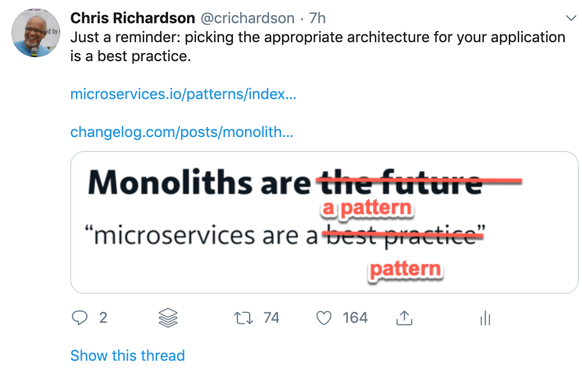 Chris Richardson @crichardson · 7h
Just a reminder: picking the appropriate architecture for your application
is a best practice.
microservices.io/patterns/index...
changelog.com/posts/monolith...
Monoliths are the future
a pattern
“microservices are a best practice”
pattern
2 74 164
Show this thread